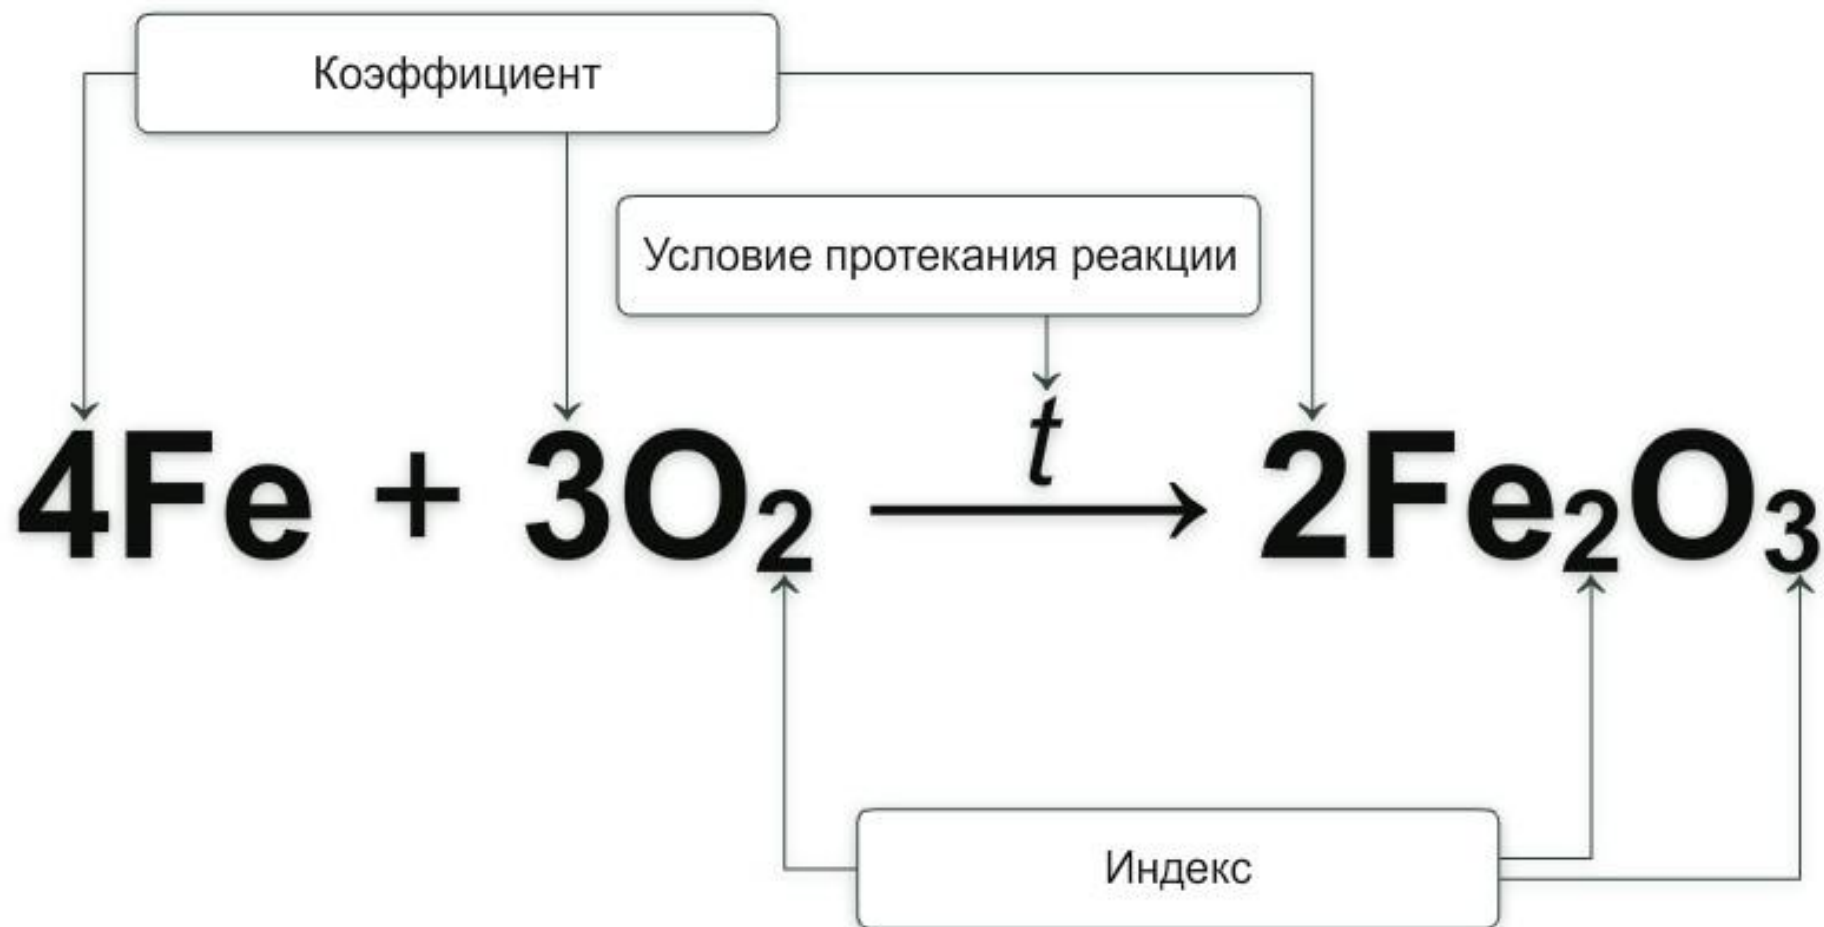 Коэффициент
Условие протекания реакции
t
4Fe + 3O₂ → 2Fe₂O₃
Индекс